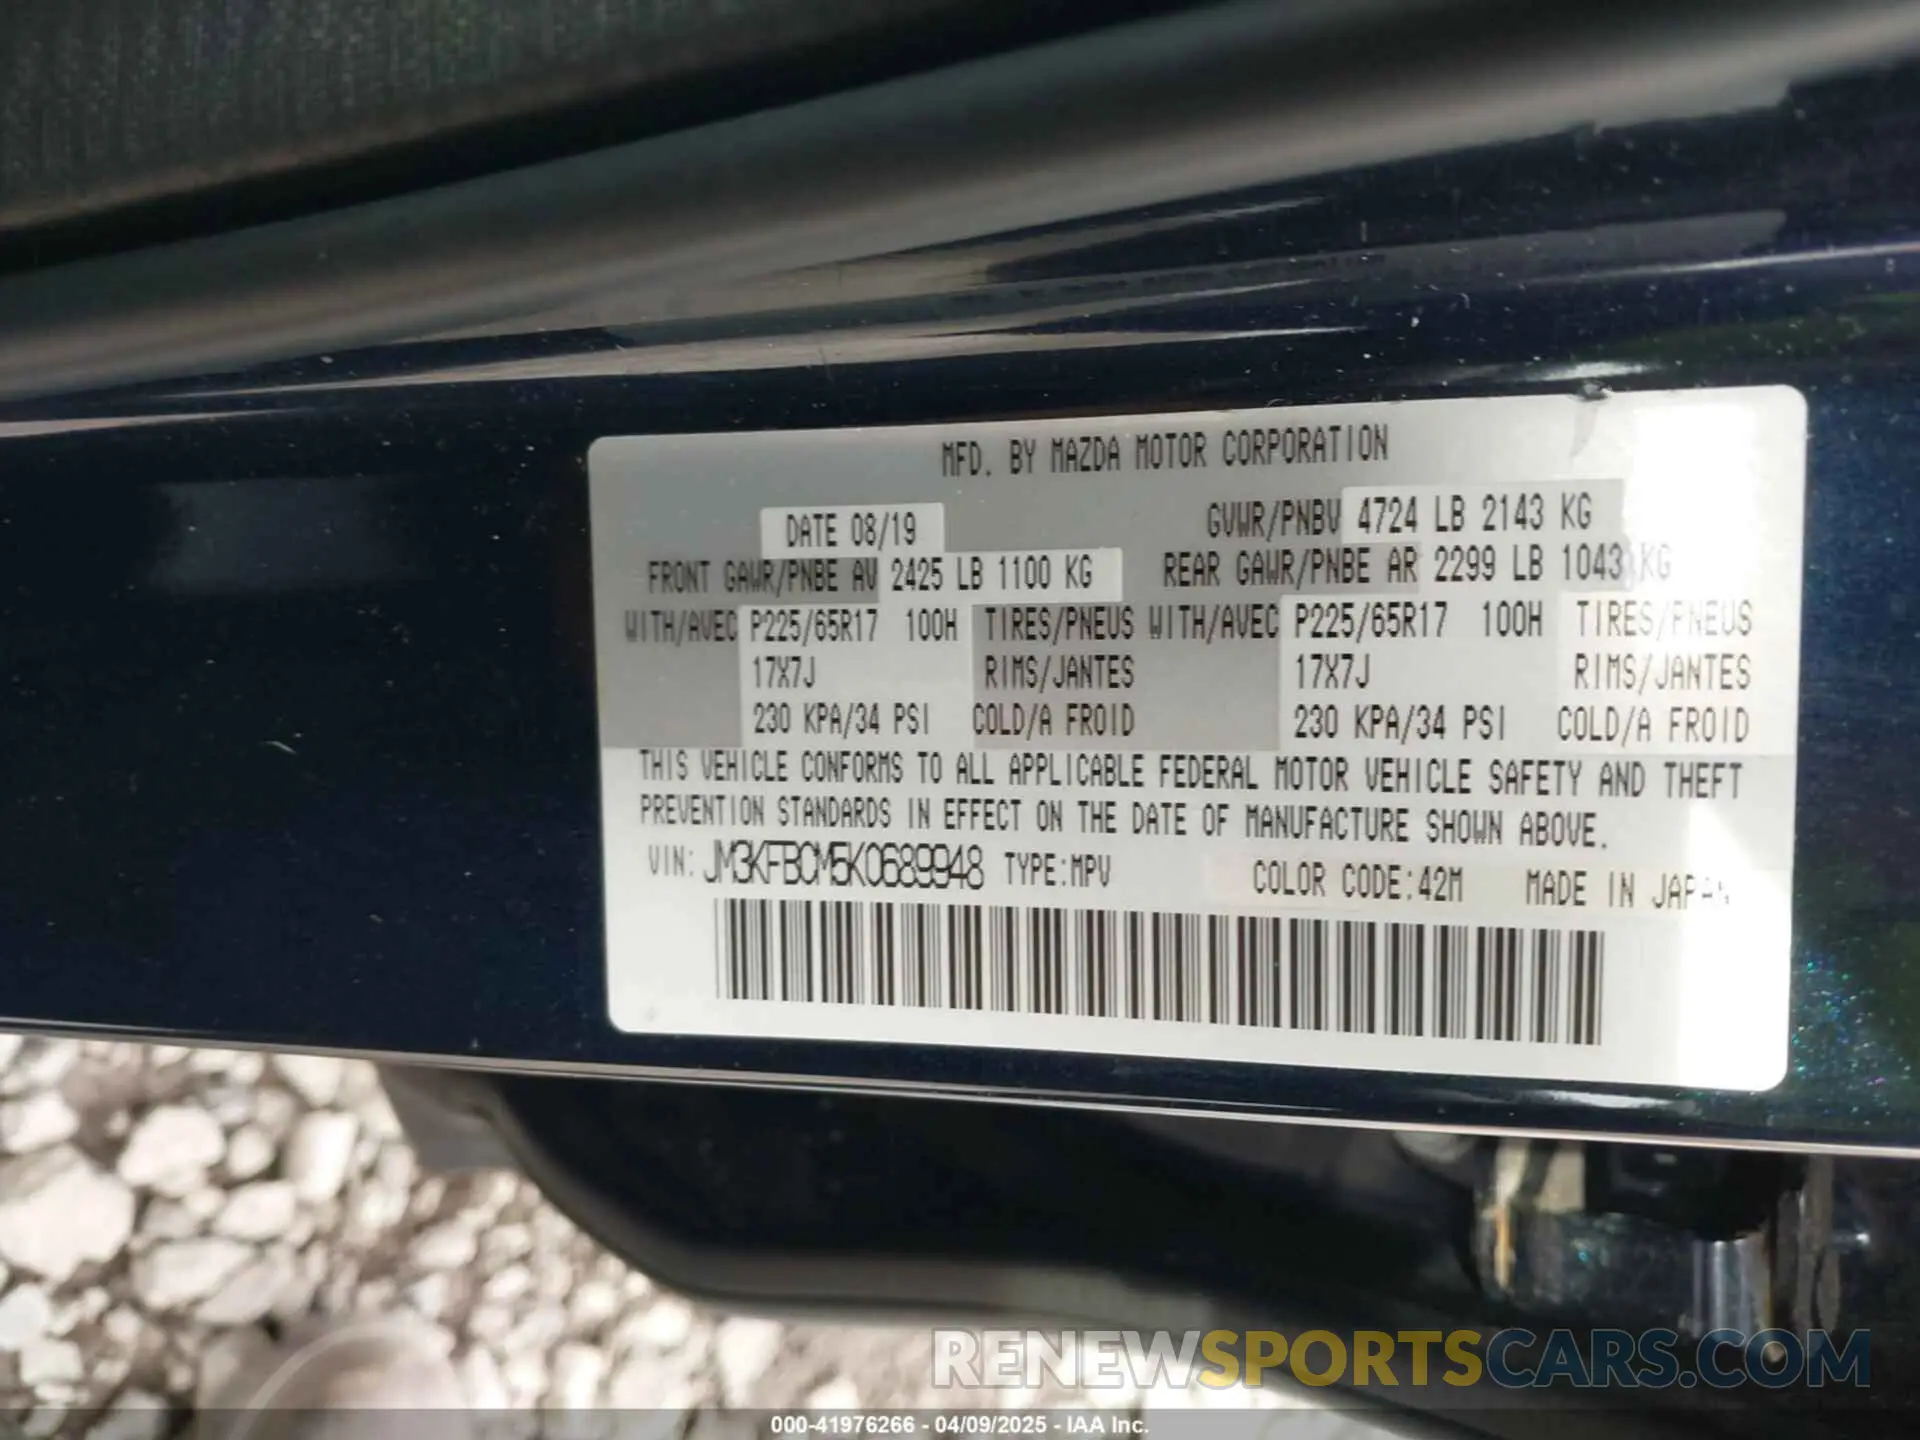 MFD. BY MAZDA MOTOR CORPORATION
DATE 08/19 GVWR/PNBV 4724 LB 2143 KG
FRONT GAWR/PNBE AV 2425 LB 1100 KG REAR GAWR/PNBE AR 2299 LB 1043 KG
WITH/AVEC P225/65R17 100H TIRES/PNEUS WITH/AVEC P225/65R17 100H TIRES/PNEUS
17X7J RIMS/JANTES 17X7J RIMS/JANTES
230 KPA/34 PSI COLD/A FROID 230 KPA/34 PSI COLD/A FROID
THIS VEHICLE CONFORMS TO ALL APPLICABLE FEDERAL MOTOR VEHICLE SAFETY AND THEFT
PREVENTION STANDARDS IN EFFECT ON THE DATE OF MANUFACTURE SHOWN ABOVE.
VIN: JM3KFBCM5K0689948 TYPE:MPV COLOR CODE:42M MADE IN JAPAN
RENEWSPORTSCARS.COM
000-41976266 - 04/09/2025 - IAA Inc.